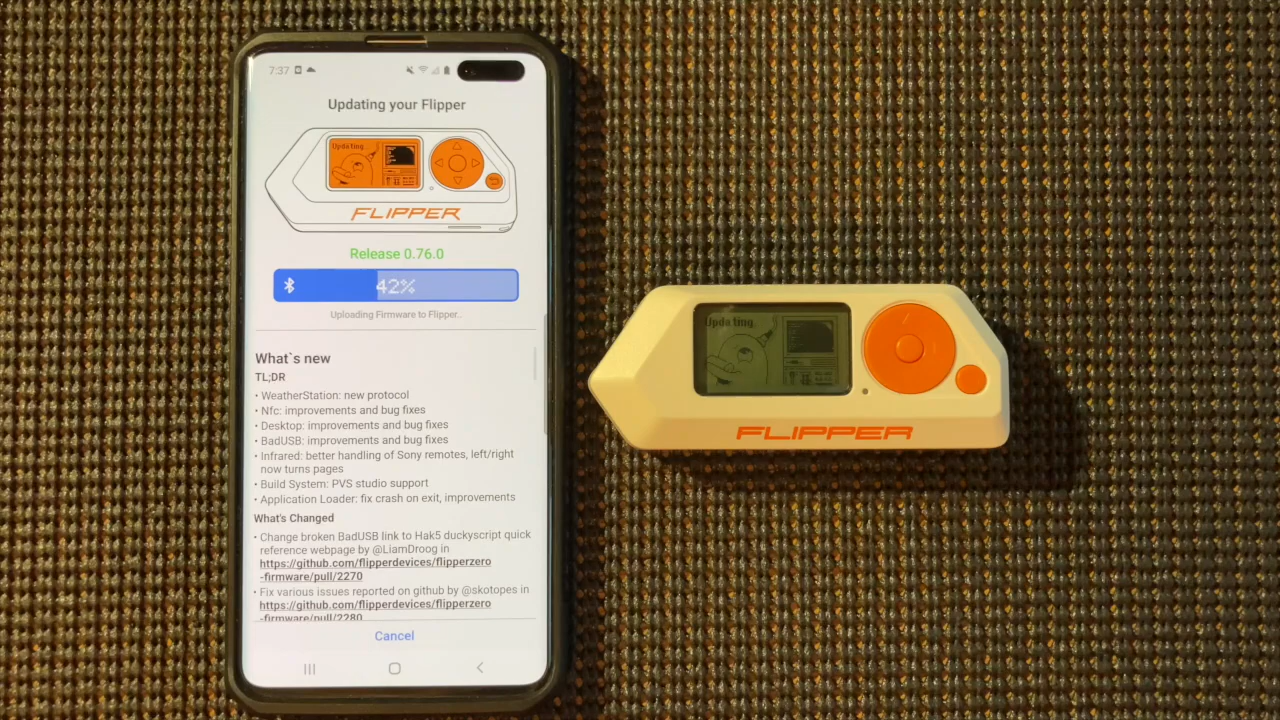 7:37
Updating your Flipper
Updating
FLIPPER
Release 0.76.0
42%
Uploading Firmware to Flipper..
What`s new
TL;DR
• WeatherStation: new protocol
• Nfc: improvements and bug fixes
• Desktop: improvements and bug fixes
• BadUSB: improvements and bug fixes
• Infrared: better handling of Sony remotes, left/right
now turns pages
• Build System: PVS studio support
• Application Loader: fix crash on exit, improvements
What's Changed
• Change broken BadUSB link to Hak5 duckyscript quick
reference webpage by @LiamDroog in
https://github.com/flipperdevices/flipperzero
-firmware/pull/2270
• Fix various issues reported on github by @skotopes in
https://github.com/flipperdevices/flipperzero
-firmware/pull/2280
Cancel
Updating
FLIPPER